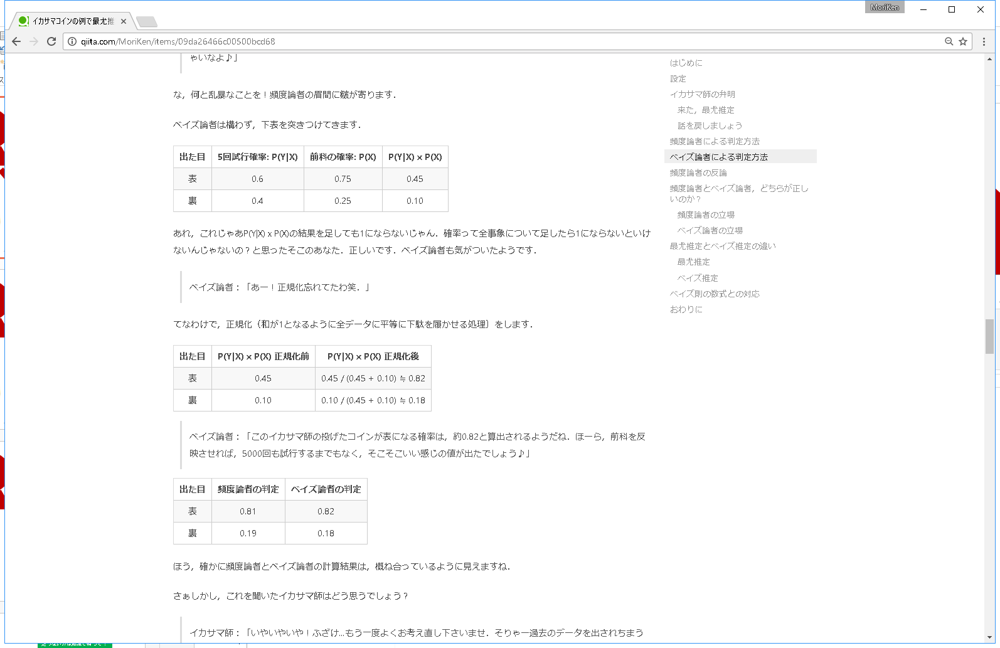 MoriKen
イカサマコインの例で最尤推
qiita.com/MoriKen/items/09da26466c00500bcd68
ゃいなよ♪」
な，何と乱暴なことを！頻度論者の眉間に皺が寄ります．
ベイズ論者は構わず，下表を突きつけてきます．
出た目 5回試行確率: P(Y|X) 前科の確率: P(X) P(Y|X) x P(X)
表 0.6 0.75 0.45
裏 0.4 0.25 0.10
あれ，これじゃあP(Y|X) x P(X)の結果を足しても1にならないじゃん．確率って全事象について足したら1にならないといけ
ないんじゃないの？と思ったそこのあなた．正しいです．ベイズ論者も気がついたようです．
ベイズ論者：「あー！正規化忘れてたわ笑．」
てなわけで，正規化（和が1となるように全データに平等に下駄を履かせる処理）をします．
出た目 P(Y|X) x P(X) 正規化前 P(Y|X) x P(X) 正規化後
表 0.45 0.45 / (0.45 + 0.10) ≒ 0.82
裏 0.10 0.10 / (0.45 + 0.10) ≒ 0.18
ベイズ論者：「このイカサマ師の投げたコインが表になる確率は，約0.82と算出されるようだね．ほーら，前科を反
映させれば，5000回も試行するまでもなく，そこそこいい感じの値が出たでしょう♪」
出た目 頻度論者の判定 ベイズ論者の判定
表 0.81 0.82
裏 0.19 0.18
ほう，確かに頻度論者とベイズ論者の計算結果は，概ね合っているように見えますね．
さぁしかし，これを聞いたイカサマ師はどう思うでしょう？
イカサマ師：「いやいやいや！ふざけ...もう一度よくお考え直し下さいませ．そりゃー過去のデータを出されちまう
はじめに
設定
イカサマ師の弁明
来た，最尤推定
話を戻しましょう
頻度論者による判定方法
ベイズ論者による判定方法
頻度論者の反論
頻度論者とベイズ論者，どちらが正し
いのか？
頻度論者の立場
ベイズ論者の立場
最尤推定とベイズ推定の違い
最尤推定
ベイズ推定
ベイズ則の数式との対応
おわりに